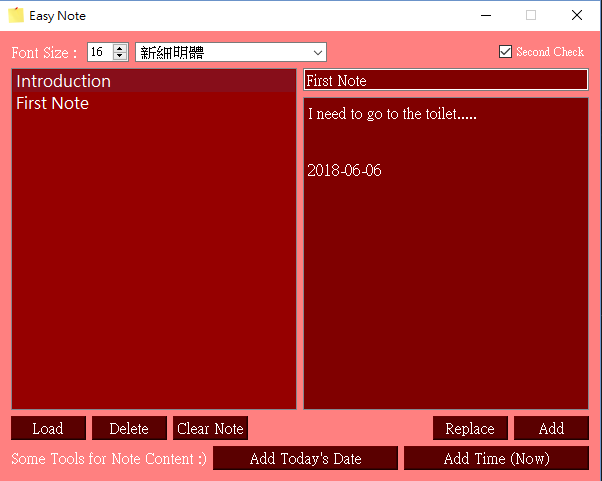 Easy Note
Font Size : 16 新細明體 Second Check
Introduction
First Note
First Note
I need to go to the toilet.....
2018-06-06
Load Delete Clear Note Replace Add
Some Tools for Note Content :) Add Today's Date Add Time (Now)